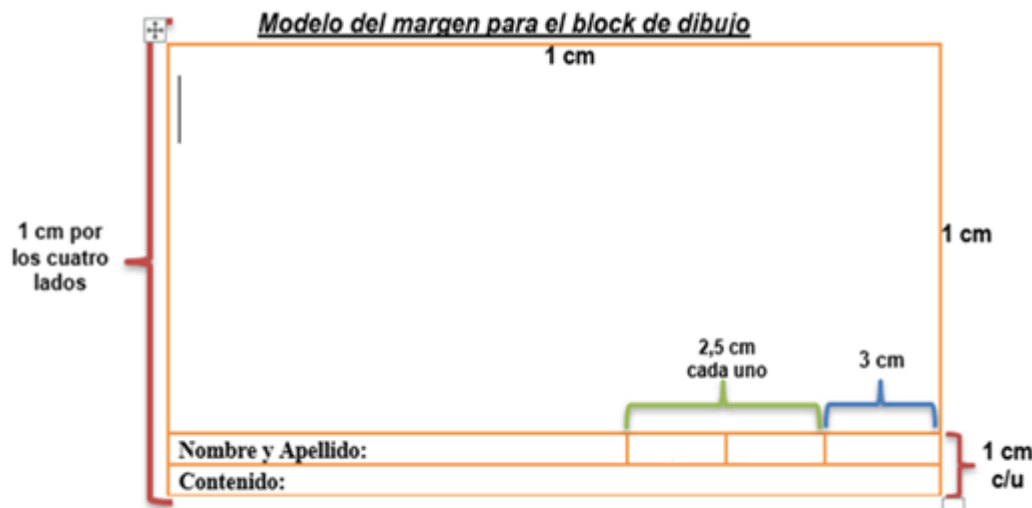 Modelo del margen para el block de dibujo
1 cm
1 cm por
los cuatro
lados
1 cm
2,5 cm
cada uno
3 cm
Nombre y Apellido:
Contenido:
1 cm
c/u